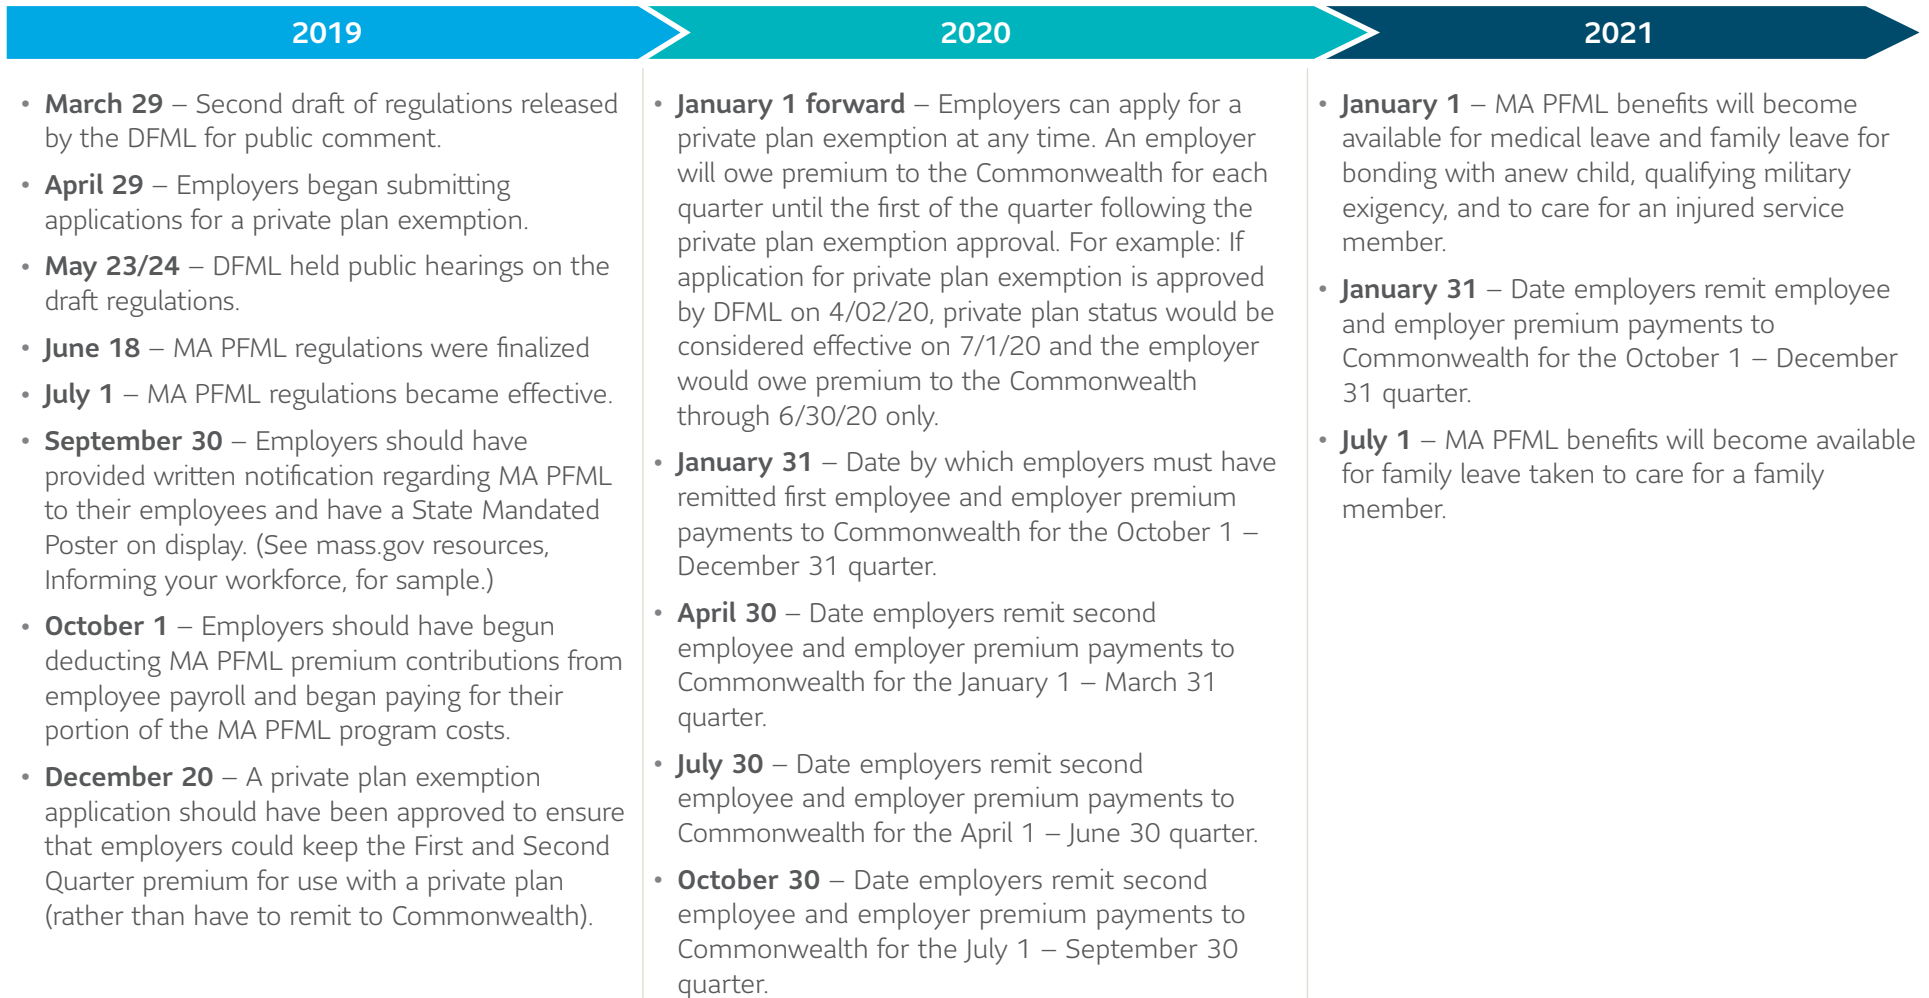 2019
2020
2021
• March 29 – Second draft of regulations released
by the DFML for public comment.
• April 29 – Employers began submitting
applications for a private plan exemption.
• May 23/24 – DFML held public hearings on the
draft regulations.
• June 18 – MA PFML regulations were finalized
• July 1 – MA PFML regulations became effective.
• September 30 – Employers should have
provided written notification regarding MA PFML
to their employees and have a State Mandated
Poster on display. (See mass.gov resources,
Informing your workforce, for sample.)
• October 1 – Employers should have begun
deducting MA PFML premium contributions from
employee payroll and began paying for their
portion of the MA PFML program costs.
• December 20 – A private plan exemption
application should have been approved to ensure
that employers could keep the First and Second
Quarter premium for use with a private plan
(rather than have to remit to Commonwealth).
• January 1 forward – Employers can apply for a
private plan exemption at any time. An employer
will owe premium to the Commonwealth for each
quarter until the first of the quarter following the
private plan exemption approval. For example: If
application for private plan exemption is approved
by DFML on 4/02/20, private plan status would be
considered effective on 7/1/20 and the employer
would owe premium to the Commonwealth
through 6/30/20 only.
• January 31 – Date by which employers must have
remitted first employee and employer premium
payments to Commonwealth for the October 1 –
December 31 quarter.
• April 30 – Date employers remit second
employee and employer premium payments to
Commonwealth for the January 1 – March 31
quarter.
• July 30 – Date employers remit second
employee and employer premium payments to
Commonwealth for the April 1 – June 30 quarter.
• October 30 – Date employers remit second
employee and employer premium payments to
Commonwealth for the July 1 – September 30
quarter.
• January 1 – MA PFML benefits will become
available for medical leave and family leave for
bonding with anew child, qualifying military
exigency, and to care for an injured service
member.
• January 31 – Date employers remit employee
and employer premium payments to
Commonwealth for the October 1 – December
31 quarter.
• July 1 – MA PFML benefits will become available
for family leave taken to care for a family
member.